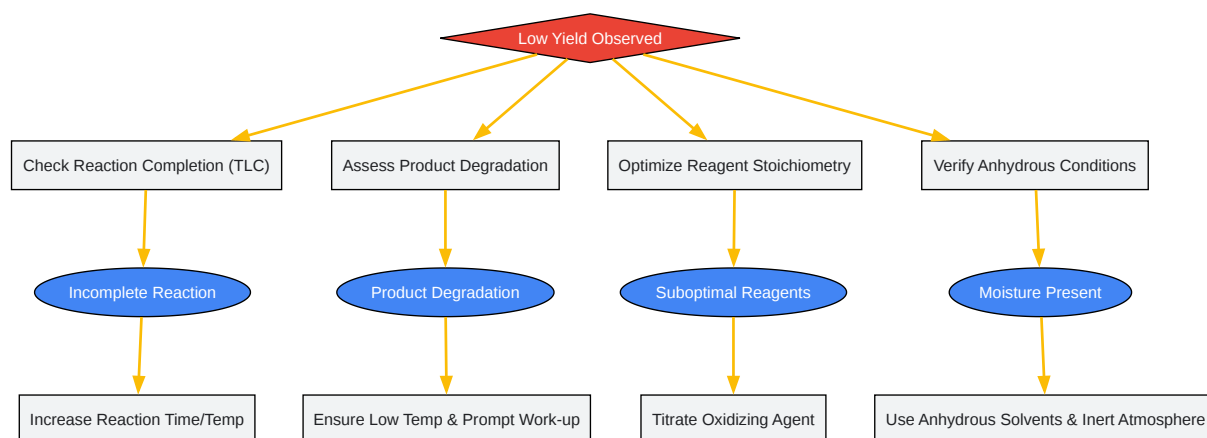 Low Yield Observed
Check Reaction Completion (TLC)
Assess Product Degradation
Optimize Reagent Stoichiometry
Verify Anhydrous Conditions
Incomplete Reaction
Product Degradation
Suboptimal Reagents
Moisture Present
Increase Reaction Time/Temp
Ensure Low Temp & Prompt Work-up
Titrate Oxidizing Agent
Use Anhydrous Solvents & Inert Atmosphere